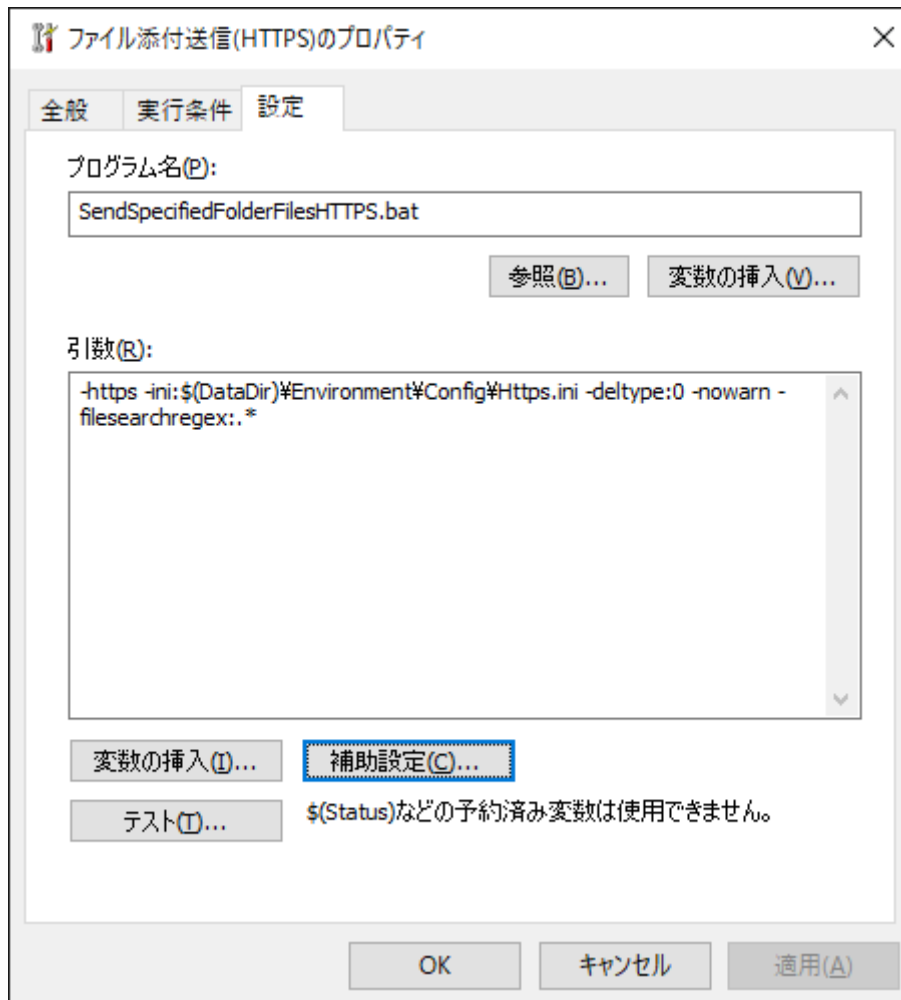 ファイル添付送信(HTTPS)のプロパティ
全般 実行条件 設定
プログラム名(P):
SendSpecifiedFolderFilesHTTPS.bat
参照(B)... 変数の挿入(V)...
引数(R):
-https -ini:$(DataDir)¥Environment¥Config¥Https.ini -deltype:0 -nowarn -
filesearchregex:.*
変数の挿入(I)... 補助設定(C)...
テスト(T)... $(Status)などの予約済み変数は使用できません。
OK キャンセル 適用(A)